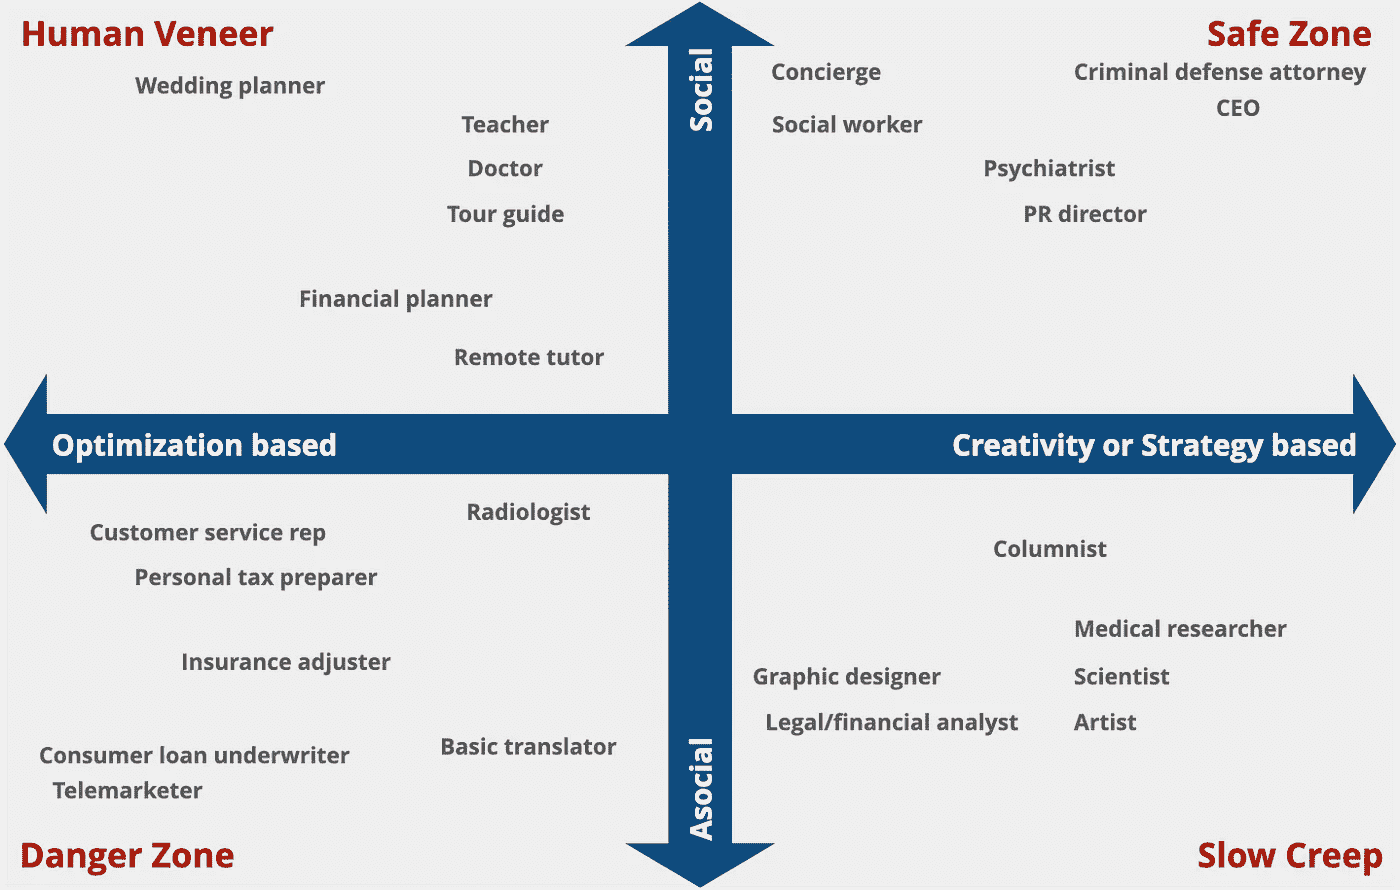 Human Veneer
Safe Zone
Social
Wedding planner
Teacher
Doctor
Tour guide
Financial planner
Remote tutor
Concierge
Criminal defense attorney
CEO
Social worker
Psychiatrist
PR director
Optimization based
Creativity or Strategy based
Radiologist
Customer service rep
Personal tax preparer
Insurance adjuster
Basic translator
Consumer loan underwriter
Telemarketer
Columnist
Medical researcher
Graphic designer
Scientist
Legal/financial analyst
Artist
Asocial
Danger Zone
Slow Creep